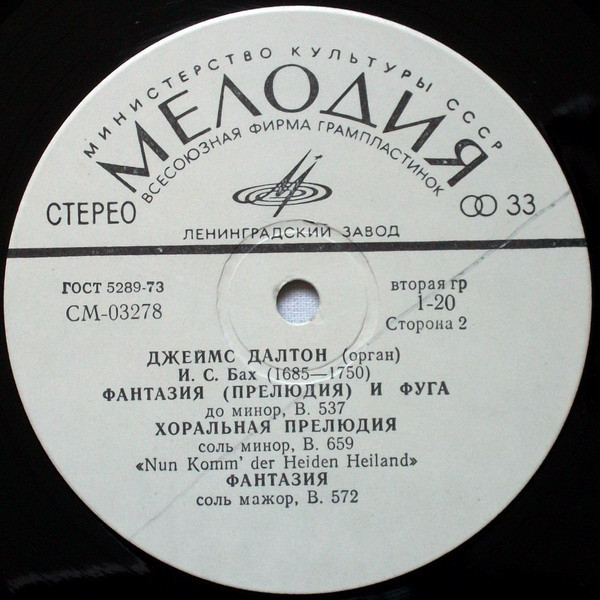 МИНИСТЕРСТВО КУЛЬТУРЫ СССР
МЕЛОДИЯ
ВСЕСОЮЗНАЯ ФИРМА ГРАМПЛАСТИНОК
СТЕРЕО
33
ЛЕНИНГРАДСКИЙ ЗАВОД
ГОСТ 5289-73
вторая гр
СМ-03278
1-20
Сторона 2
ДЖЕЙМС ДАЛТОН (орган)
И. С. Бах (1685—1750)
ФАНТАЗИЯ (ПРЕЛЮДИЯ) И ФУГА
до минор, В. 537
ХОРАЛЬНАЯ ПРЕЛЮДИЯ
соль минор, В. 659
«Nun Komm' der Heiden Heiland»
ФАНТАЗИЯ
соль мажор, В. 572